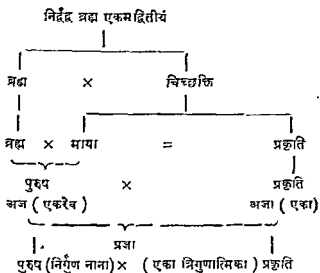 निर्द्वंद्व ब्रह्म एकमद्वितीयं
ब्रह्म × चिच्छक्ति
ब्रह्म × माया = प्रकृति
पुरुष × प्रकृति
अज ( एकरेव ) अजा ( एका )
प्रजा
पुरुष (निर्गुण नाना) × (एका त्रिगुणात्मिका) प्रकृति